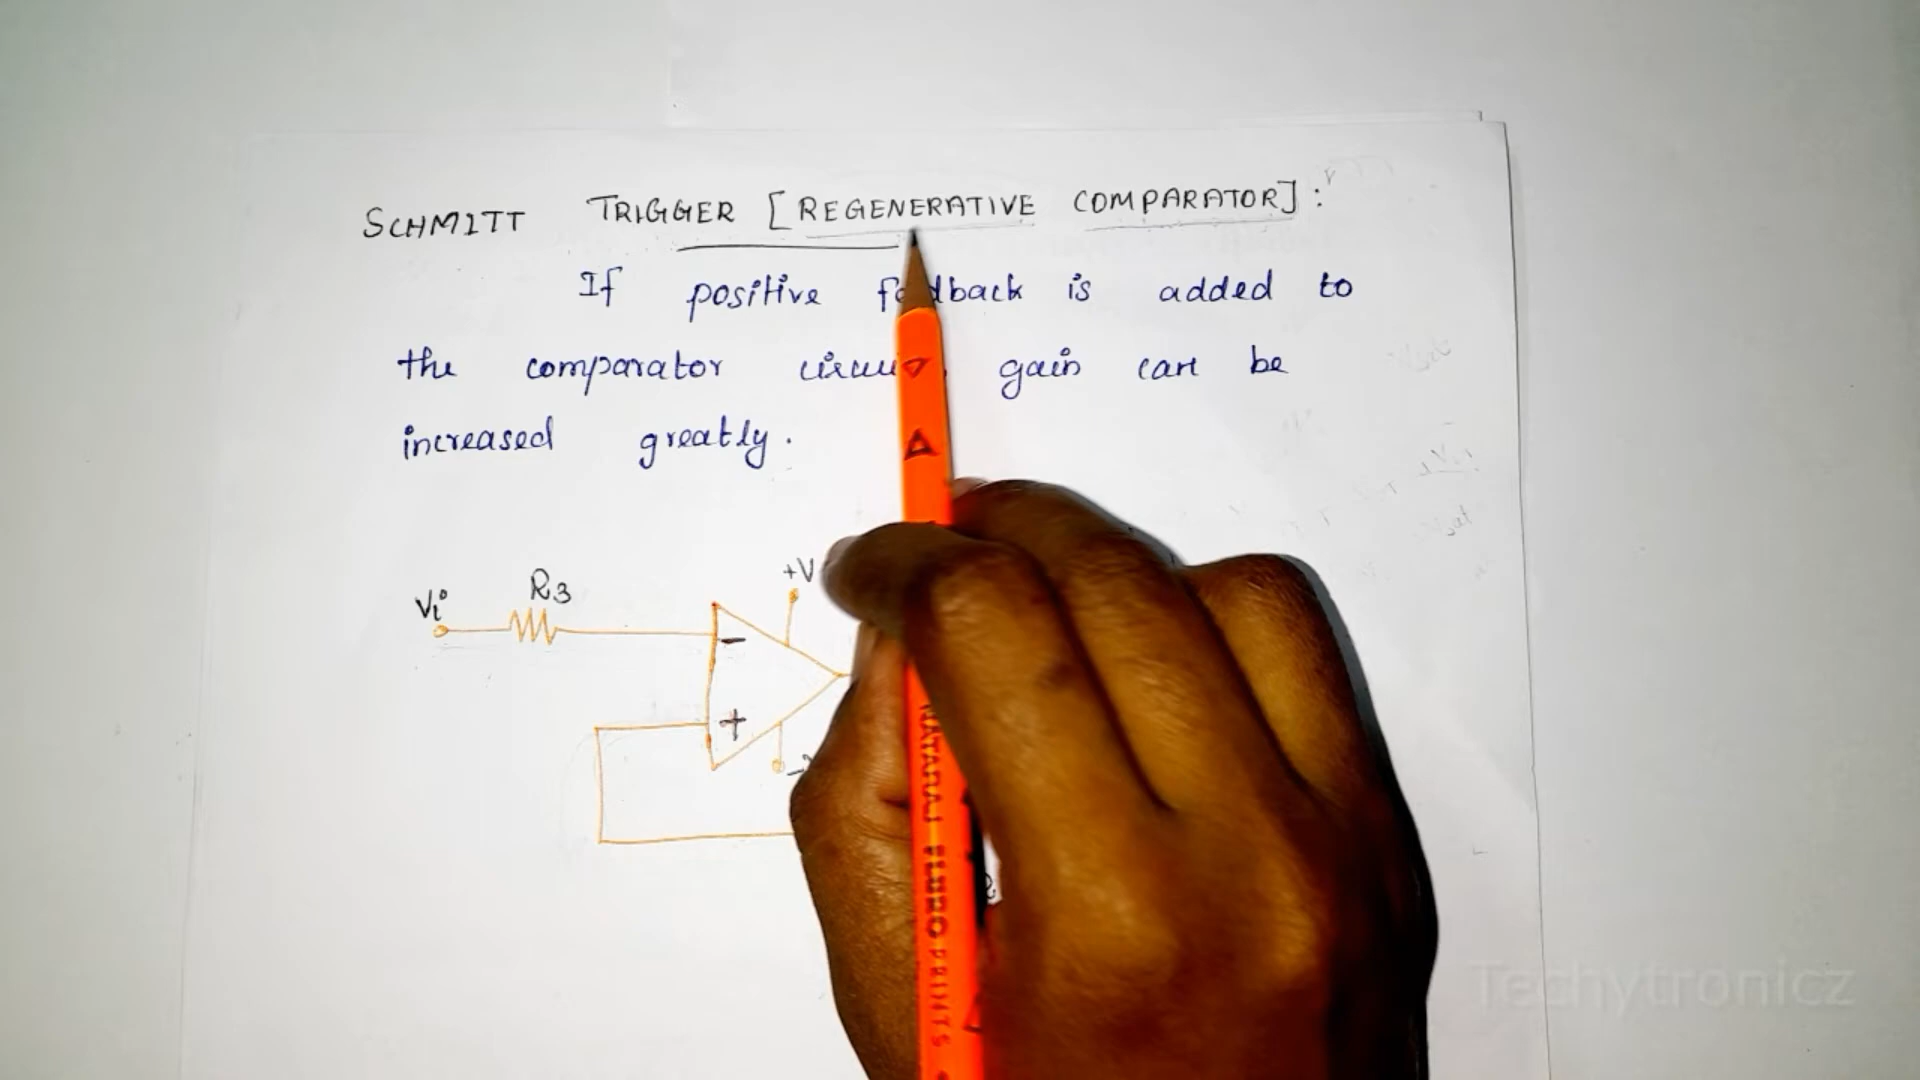 SCHMITT TRIGGER [REGENERATIVE COMPARATOR]:
If positive feedback is added to
the comparator gain can be
increased greatly.
Vi
R3
+V
-
+
NATARAJ
Techytronicz